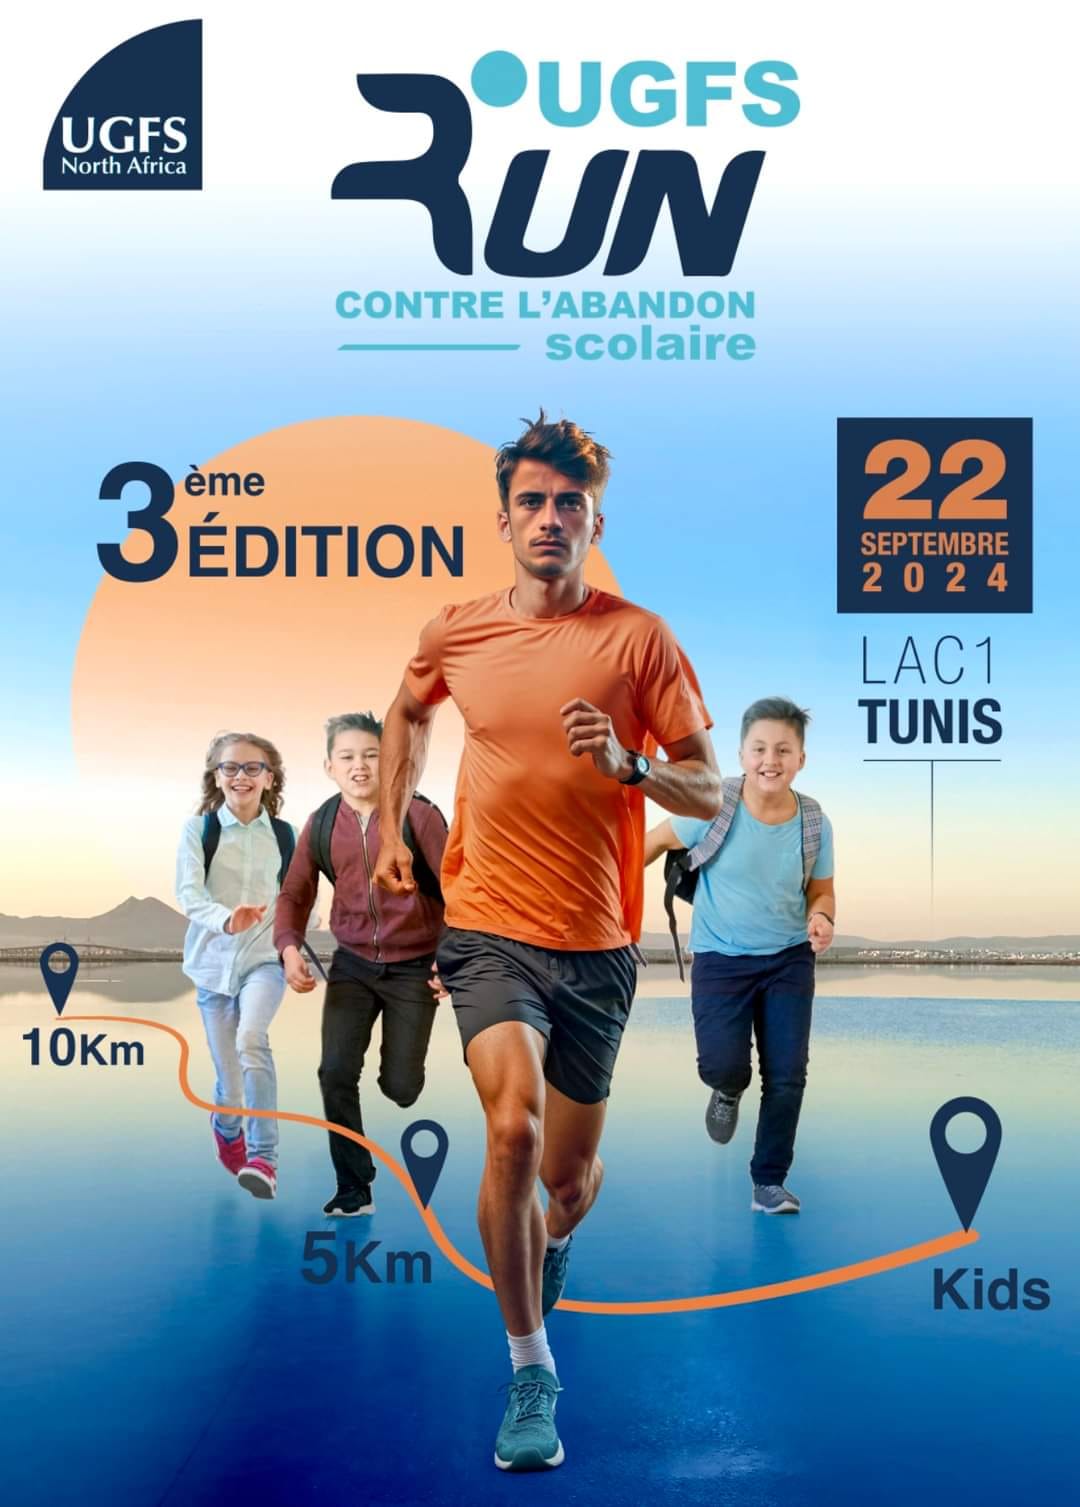 UGFS
North Africa
UGFS
RUN
CONTRE L'ABANDON
scolaire
3ème
ÉDITION
22
SEPTEMBRE
2024
LAC1
TUNIS
10Km
5Km
Kids